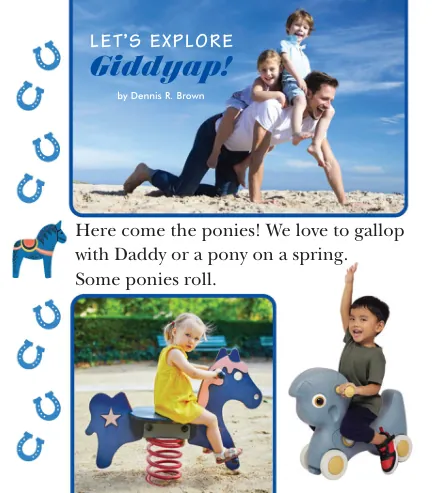 LET'S EXPLORE
Giddyap!
by Dennis R. Brown
Here come the ponies! We love to gallop
with Daddy or a pony on a spring.
Some ponies roll.